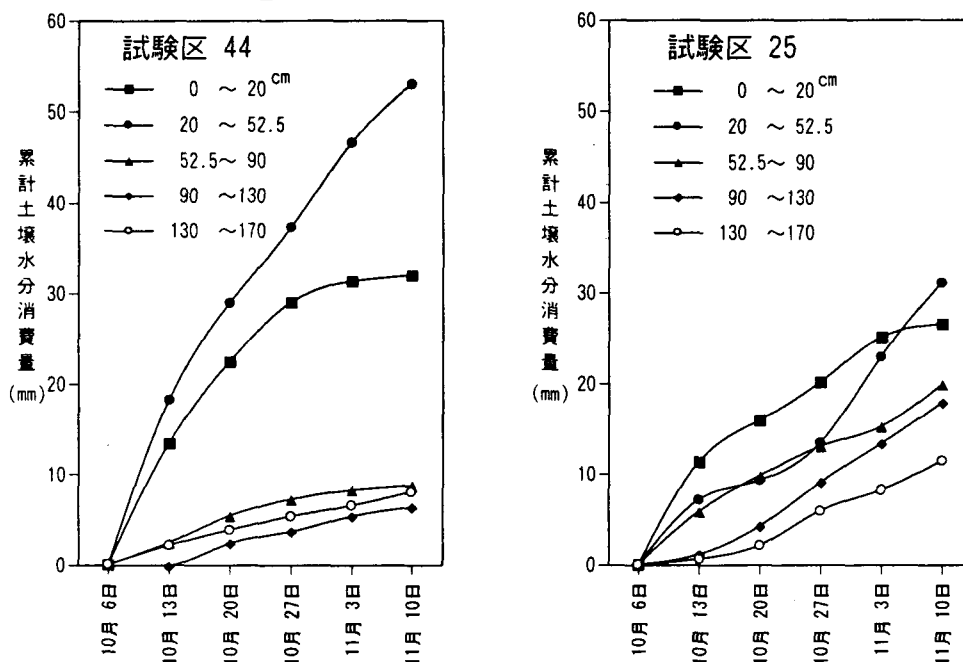 試験区 44
0 ～ 20 cm
20 ～ 52.5
52.5～ 90
90 ～130
130 ～170
累計土壌水分消費量
(mm)
60
50
40
30
20
10
0
10月 6日
10月 13日
10月 20日
10月 27日
11月 3日
11月 10日
試験区 25
0 ～ 20 cm
20 ～ 52.5
52.5～ 90
90 ～130
130 ～170
累計土壌水分消費量
(mm)
60
50
40
30
20
10
0
10月 6日
10月 13日
10月 20日
10月 27日
11月 3日
11月 10日